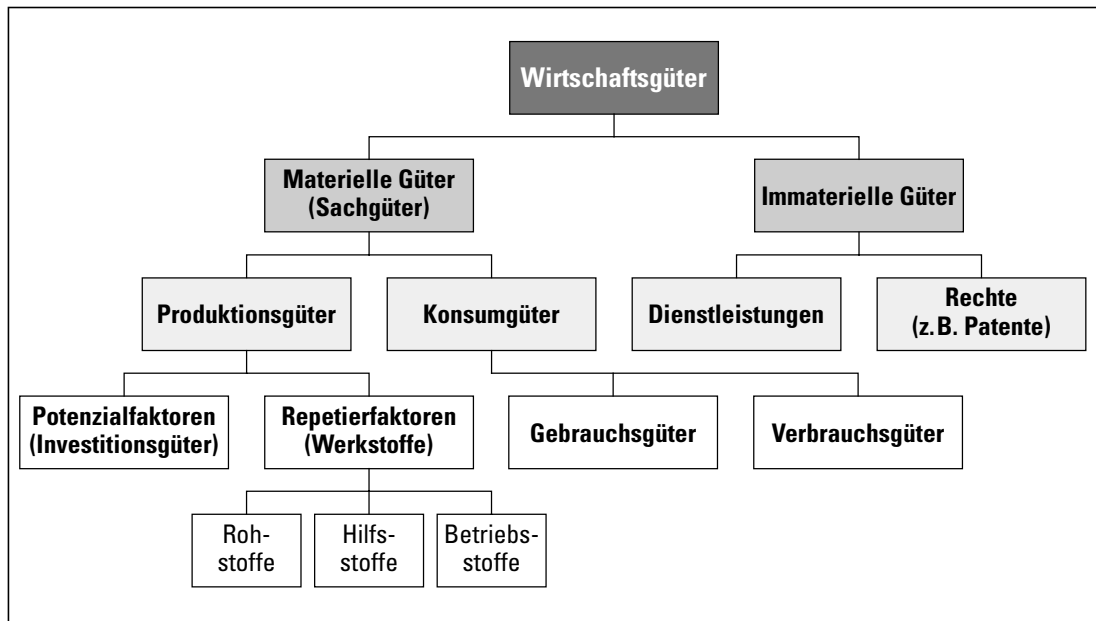 Wirtschaftsgüter
Materielle Güter
(Sachgüter)
Immaterielle Güter
Produktionsgüter
Konsumgüter
Dienstleistungen
Rechte
(z.B. Patente)
Potenzialfaktoren
(Investitionsgüter)
Repetierfaktoren
(Werkstoffe)
Gebrauchsgüter
Verbrauchsgüter
Roh-
stoffe
Hilfs-
stoffe
Betriebs-
stoffe